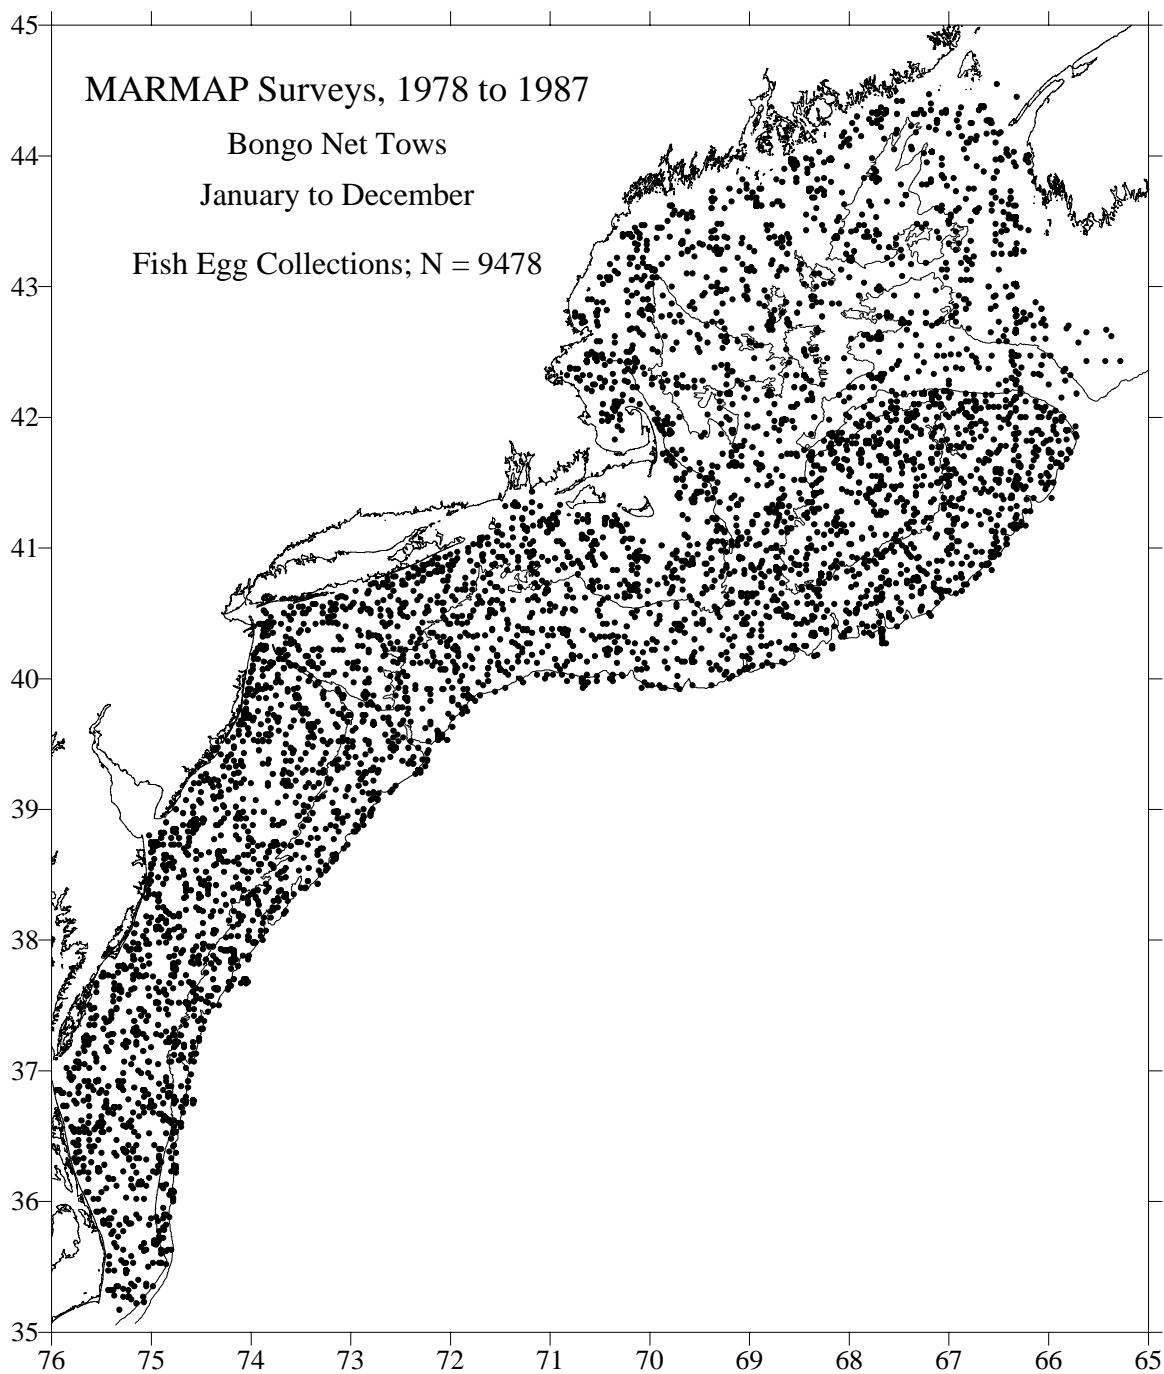 MARMAP Surveys, 1978 to 1987
Bongo Net Tows
January to December
Fish Egg Collections; N = 9478
45
44
43
42
41
40
39
38
37
36
35
76 75 74 73 72 71 70 69 68 67 66 65